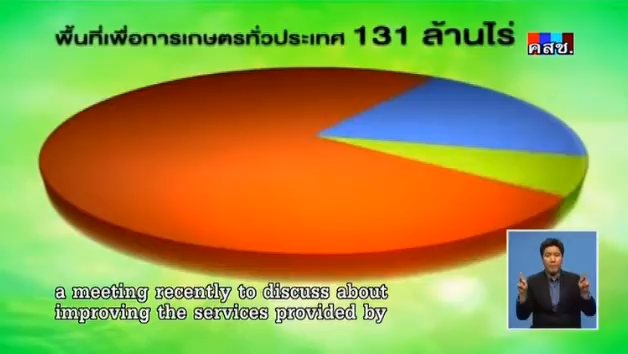 พื้นที่เพื่อการเกษตรทั่วประเทศ 131 ล้านไร่
คสช.
a meeting recently to discuss about
improving the services provided by